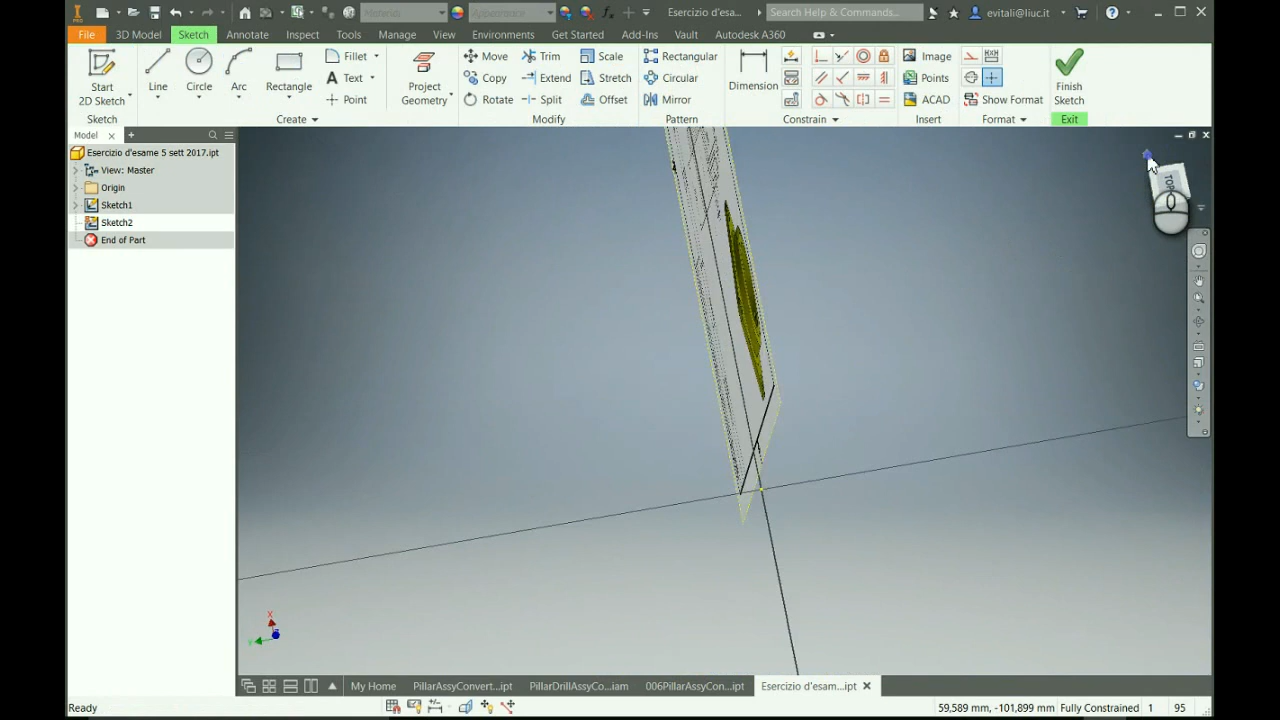 PRO Materials Appearance Esercizio d'esa... Search Help & Commands... evitali@liuc.it
File 3D Model Sketch Annotate Inspect Tools Manage View Environments Get Started Add-Ins Vault Autodesk A360
Start 2D Sketch
Line Circle Arc Rectangle
Fillet
Text
Point
Project Geometry
Move Trim Scale
Copy Extend Stretch
Rotate Split Offset
Rectangular
Circular
Mirror
Dimension
Image
Points
ACAD
Show Format
Finish Sketch
Sketch Create Modify Pattern Constrain Insert Format Exit
Model
Esercizio d'esame 5 sett 2017.ipt
View: Master
Origin
Sketch1
Sketch2
End of Part
TOP
X
Y
My Home PillarAssyConvert...ipt PillarDrillAssyCo...iam 006PillarAssyCon...ipt Esercizio d'esam...ipt
Ready 59,589 mm, -101,899 mm Fully Constrained 1 95